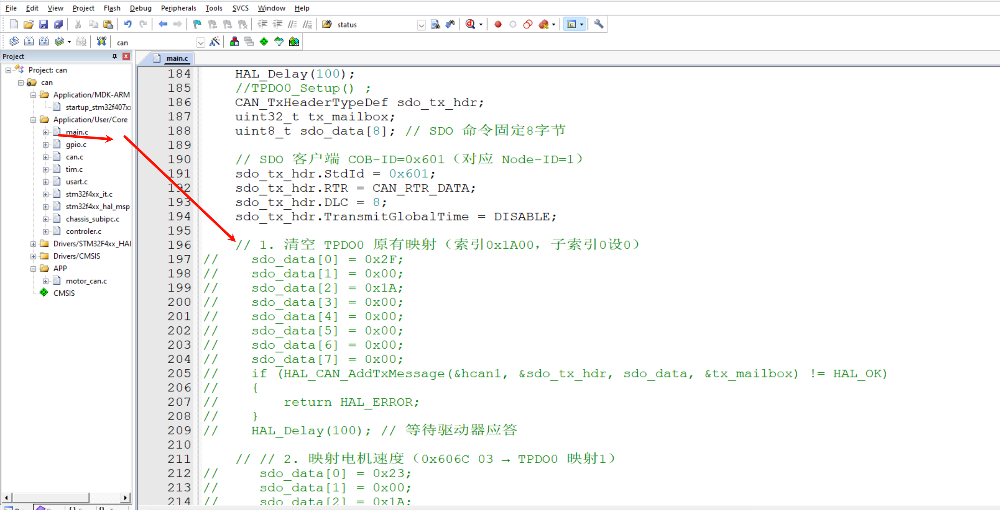 File Edit View Project Flash Debug Peripherals Tools SVCS Window Help
status
can
Project
main.c
Project: can
can
Application/MDK-ARM
startup_stm32f407x
Application/User/Core
main.c
gpio.c
can.c
tim.c
usart.c
stm32f4xx_it.c
stm32f4xx_hal_msp
chassis_subipc.c
controler.c
Drivers/STM32F4xx_HAL
Drivers/CMSIS
APP
motor_can.c
CMSIS
184 HAL_Delay(100);
185 //TPDO0_Setup() ;
186 CAN_TxHeaderTypeDef sdo_tx_hdr;
187 uint32_t tx_mailbox;
188 uint8_t sdo_data[8]; // SDO 命令固定8字节
189
190 // SDO 客户端 COB-ID=0x601（对应 Node-ID=1）
191 sdo_tx_hdr.StdId = 0x601;
192 sdo_tx_hdr.RTR = CAN_RTR_DATA;
193 sdo_tx_hdr.DLC = 8;
194 sdo_tx_hdr.TransmitGlobalTime = DISABLE;
195
196 // 1. 清空 TPDO0 原有映射（索引0x1A00，子索引0设0）
197 // sdo_data[0] = 0x2F;
198 // sdo_data[1] = 0x00;
199 // sdo_data[2] = 0x1A;
200 // sdo_data[3] = 0x00;
201 // sdo_data[4] = 0x00;
202 // sdo_data[5] = 0x00;
203 // sdo_data[6] = 0x00;
204 // sdo_data[7] = 0x00;
205 // if (HAL_CAN_AddTxMessage(&hcan1, &sdo_tx_hdr, sdo_data, &tx_mailbox) != HAL_OK)
206 // {
207 // return HAL_ERROR;
208 // }
209 // HAL_Delay(100); // 等待驱动器应答
210
211 // // 2. 映射电机速度（0x606C 03 → TPDO0 映射1）
212 // sdo_data[0] = 0x23;
213 // sdo_data[1] = 0x00;
214 // sdo_data[2] = 0x1A;